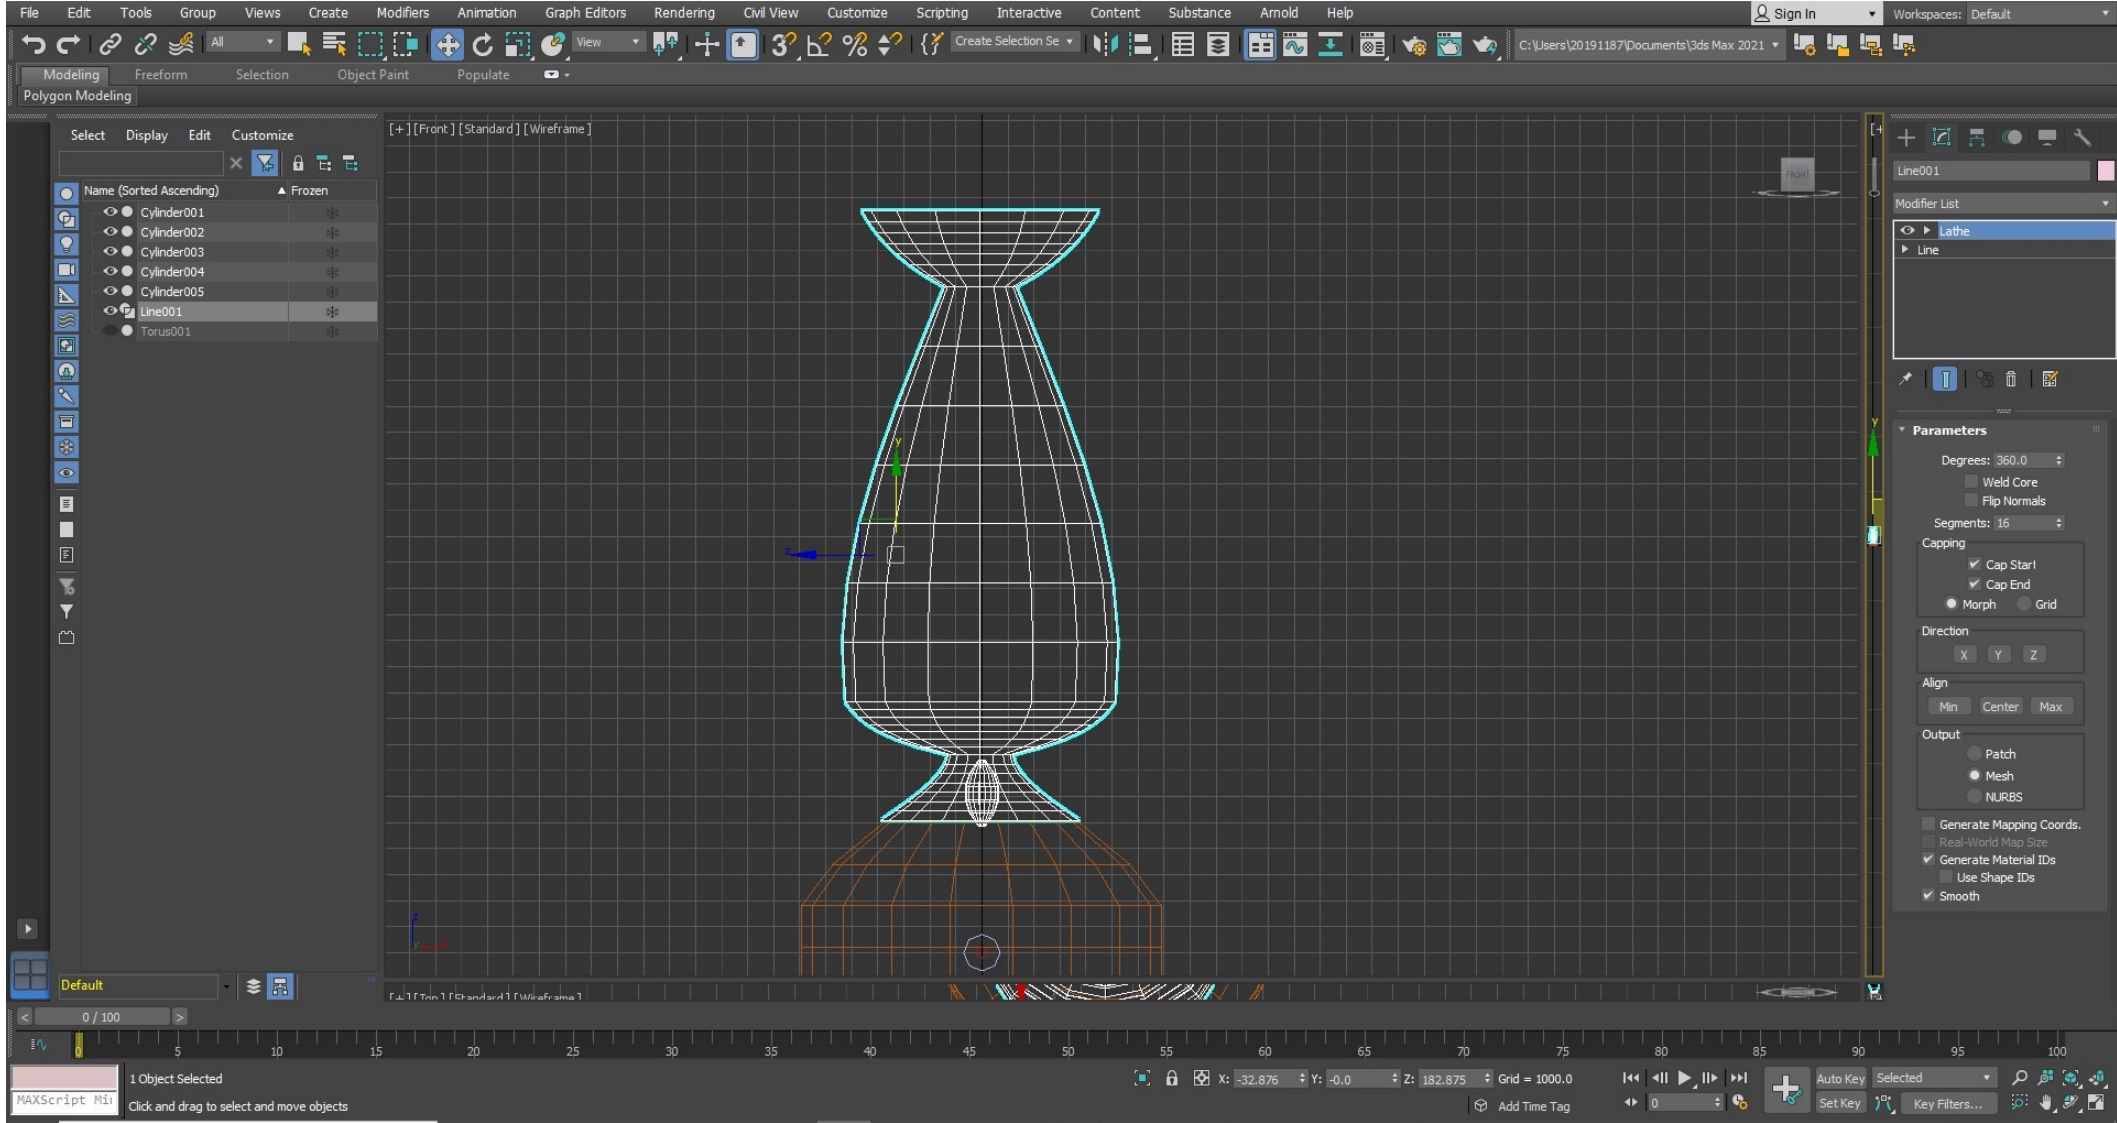 File Edit Tools Group Views Create Modifiers Animation Graph Editors Rendering Civil View Customize Scripting Interactive Content Substance Arnold Help Sign In Workspaces: Default
All View Create Selection Se C:\Users\20191187\Documents\3ds Max 2021
Modeling Freeform Selection Object Paint Populate
Polygon Modeling
Select Display Edit Customize
Name (Sorted Ascending) Frozen
Cylinder001
Cylinder002
Cylinder003
Cylinder004
Cylinder005
Line001
Torus001
Default
[+][Front][Standard][Wireframe]
FRONT
y
z
z
y
[+][Top][Standard][Wireframe]
[+
y
Line001
Modifier List
Lathe
Line
Parameters
Degrees: 360.0
Weld Core
Flip Normals
Segments: 16
Capping
Cap Start
Cap End
Morph Grid
Direction
X Y Z
Align
Min Center Max
Output
Patch
Mesh
NURBS
Generate Mapping Coords.
Real-World Map Size
Generate Material IDs
Use Shape IDs
Smooth
< 0 / 100 >
0 5 10 15 20 25 30 35 40 45 50 55 60 65 70 75 80 85 90 95 100
1 Object Selected X: -32.876 Y: -0.0 Z: 182.875 Grid = 1000.0 Auto Key Selected
MAXScript Mi Click and drag to select and move objects Add Time Tag 0 Set Key Key Filters...